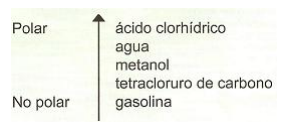 Polar ácido clorhídrico
agua
metanol
tetracloruro de carbono
No polar gasolina